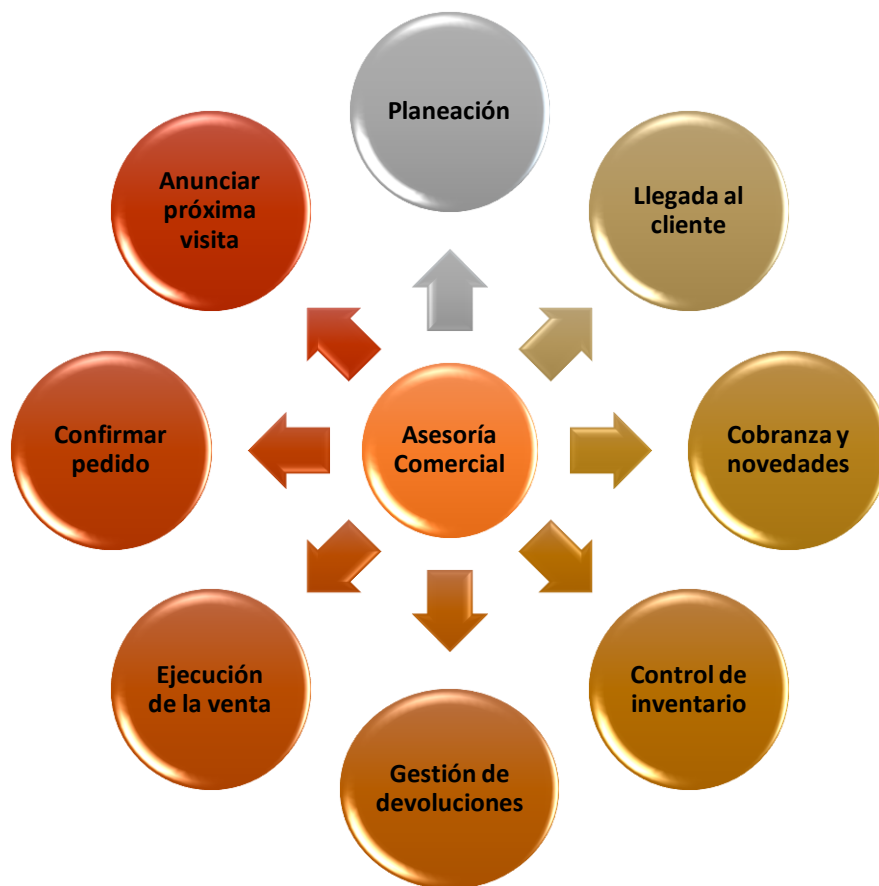 Planeación
Llegada al
cliente
Cobranza y
novedades
Control de
inventario
Gestión de
devoluciones
Ejecución
de la venta
Confirmar
pedido
Anunciar
próxima
visita
Asesoría
Comercial